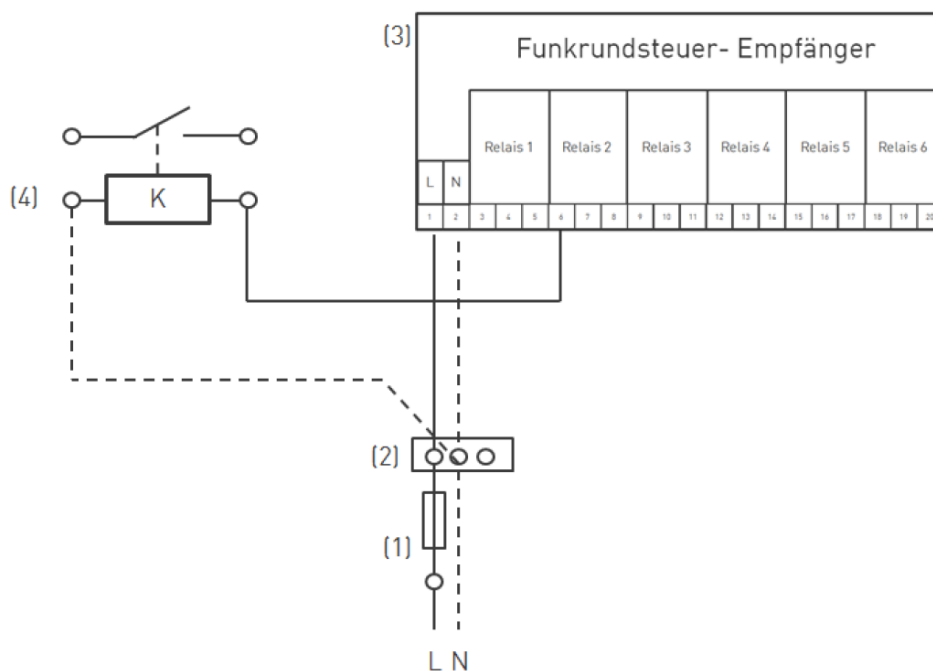 (3)
Funkrundsteuer- Empfänger
Relais 1 Relais 2 Relais 3 Relais 4 Relais 5 Relais 6
L N
1 2 3 4 5 6 7 8 9 10 11 12 13 14 15 16 17 18 19 20
(4)
K
(2)
(1)
L N